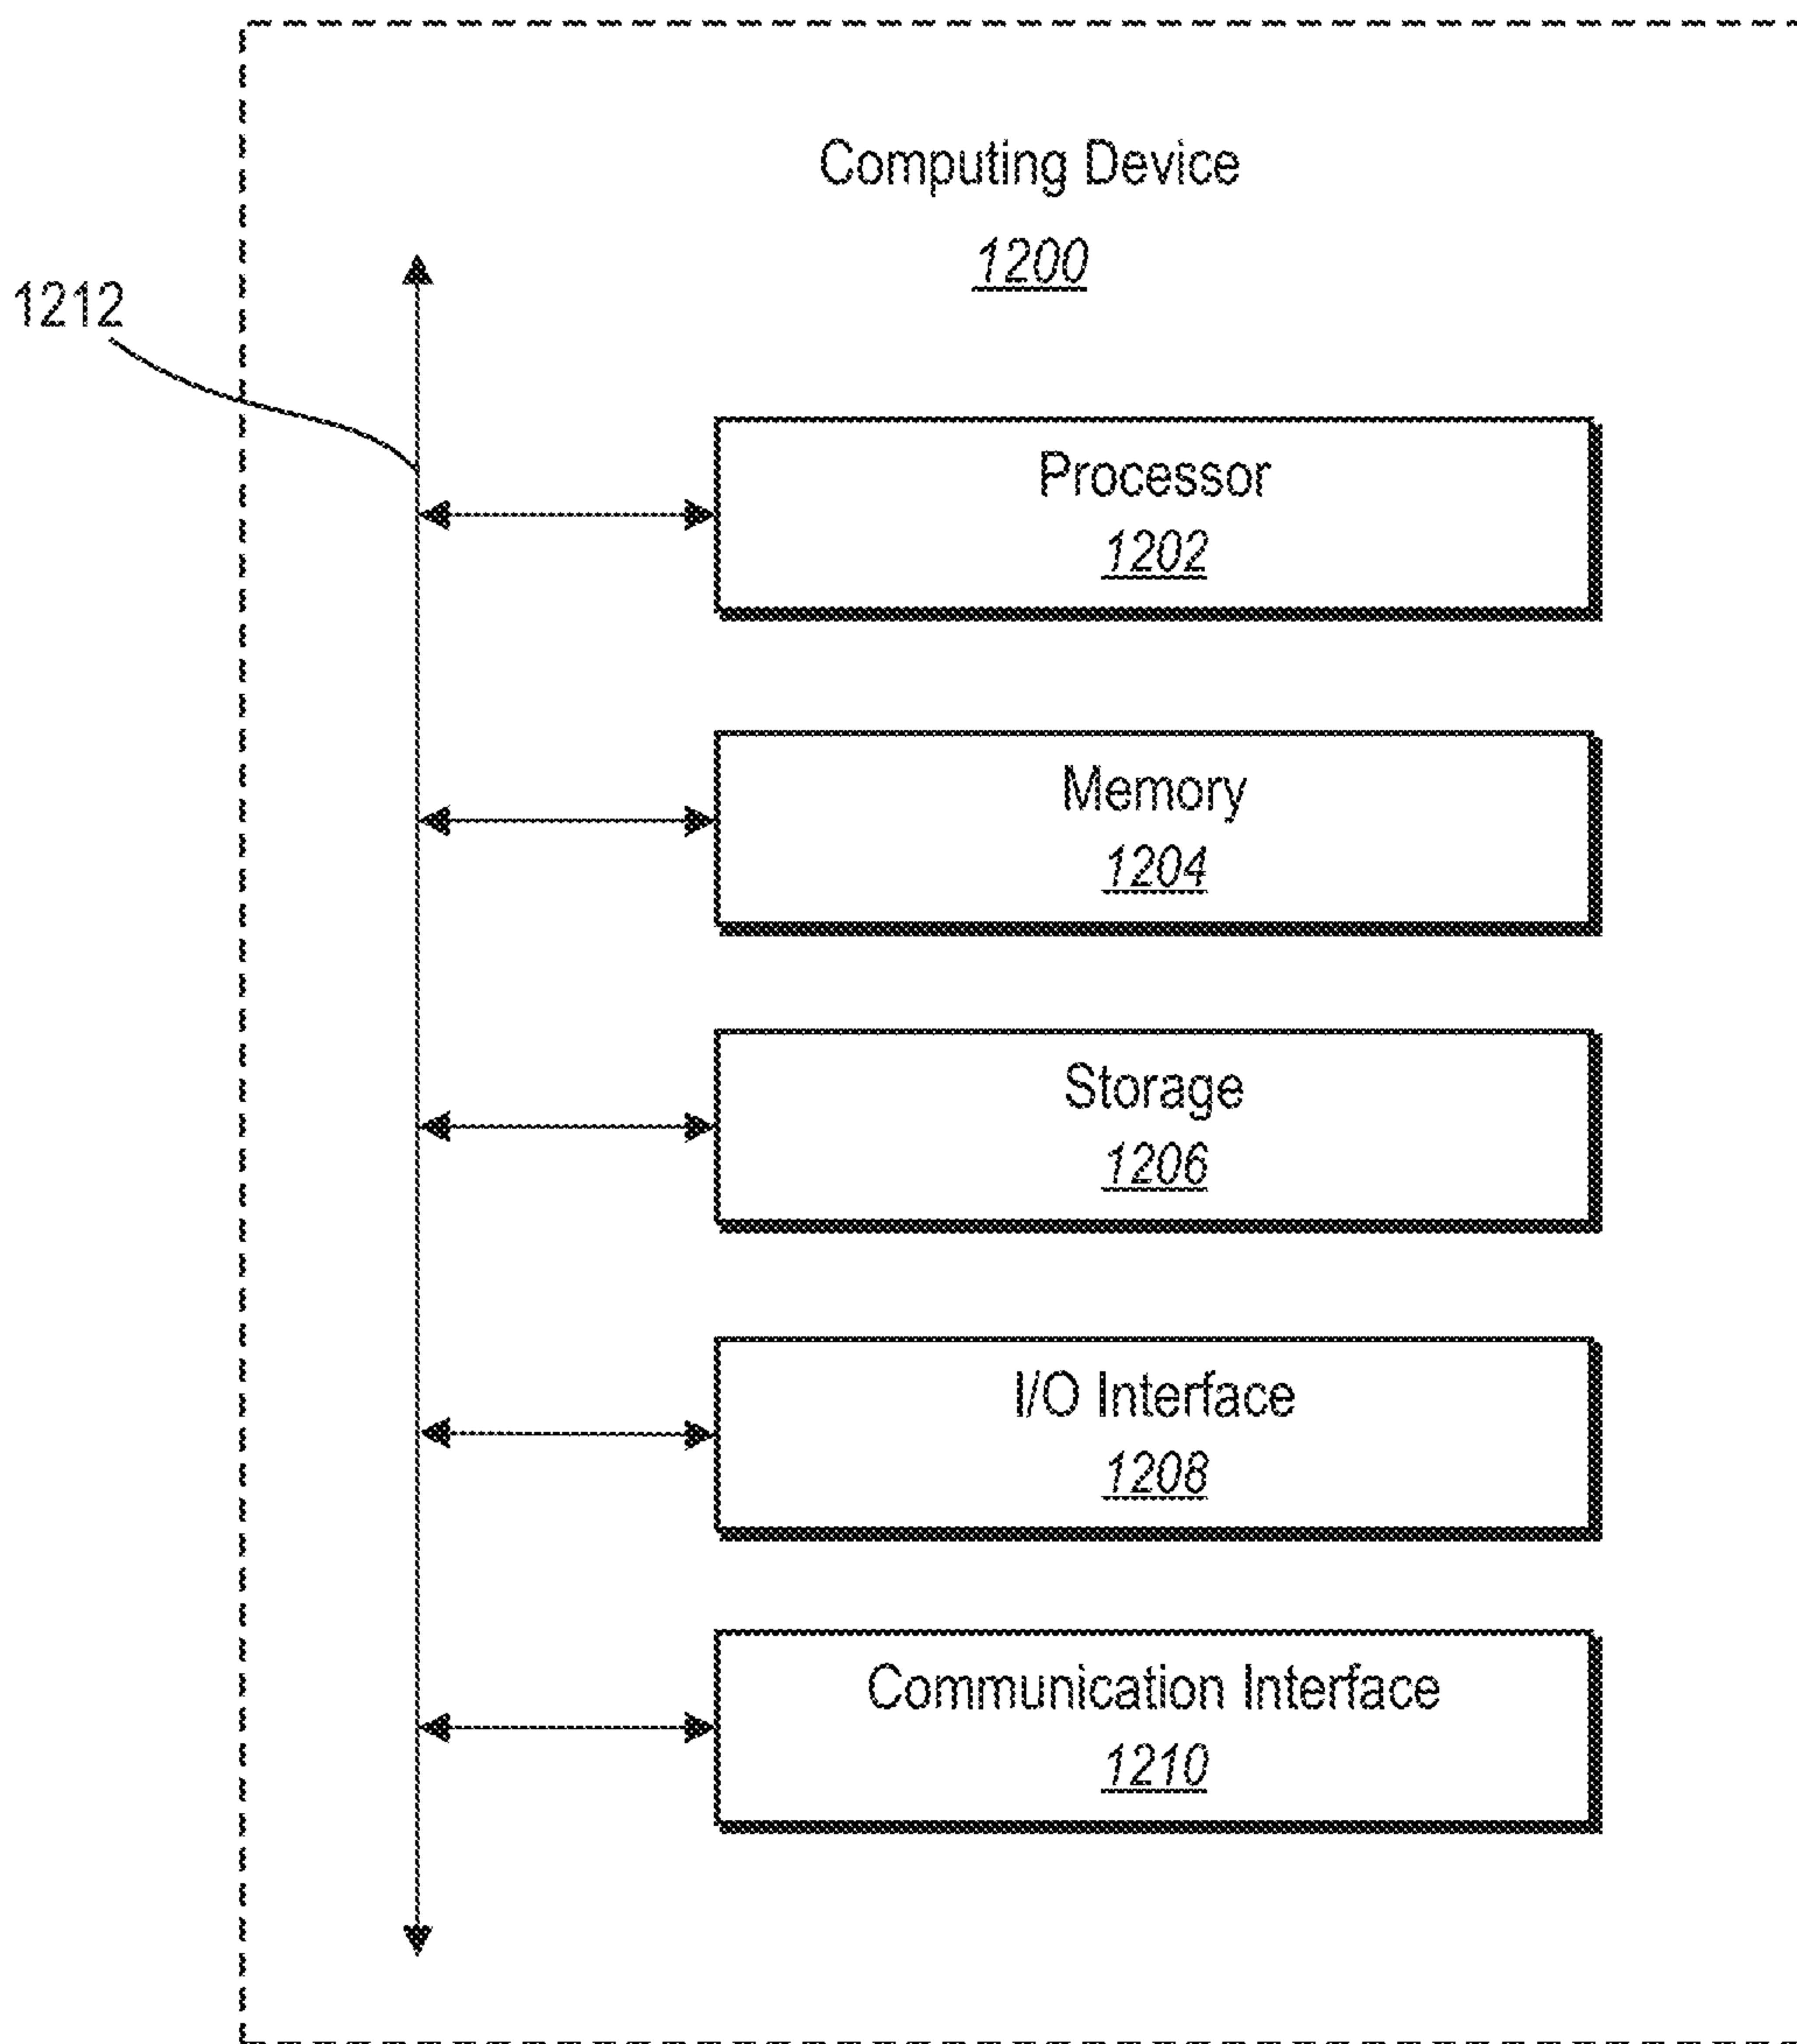 Computing Device
1200
1212
Processor
1202
Memory
1204
Storage
1206
I/O Interface
1208
Communication Interface
1210